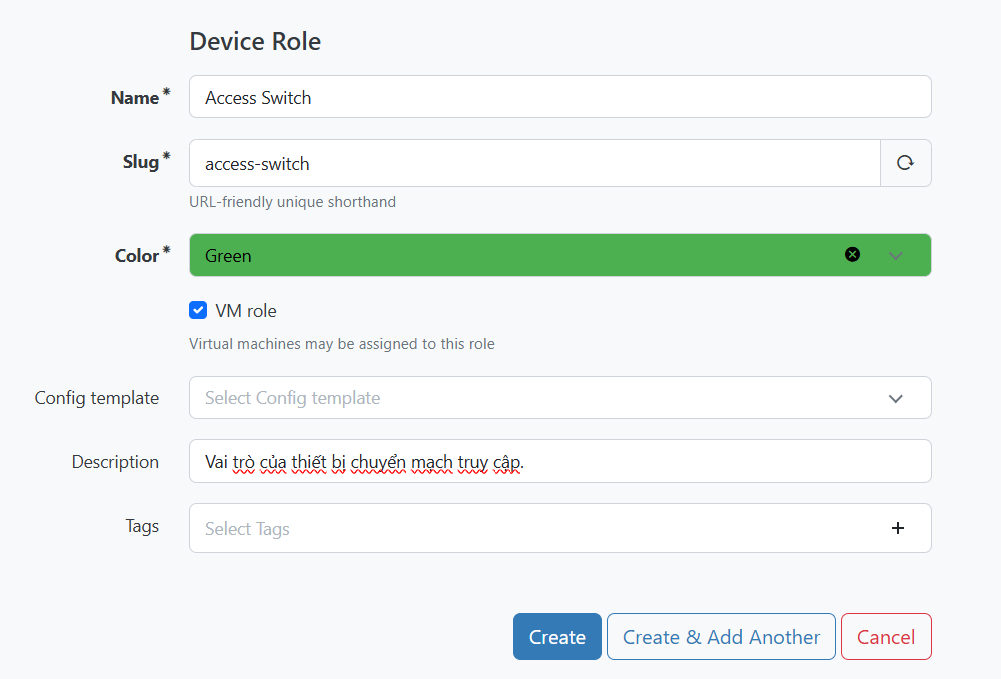 Device Role
Name * Access Switch
Slug * access-switch
URL-friendly unique shorthand
Color * Green
VM role
Virtual machines may be assigned to this role
Config template Select Config template
Description Vai trò của thiết bị chuyển mạch truy cập.
Tags Select Tags
Create Create & Add Another Cancel